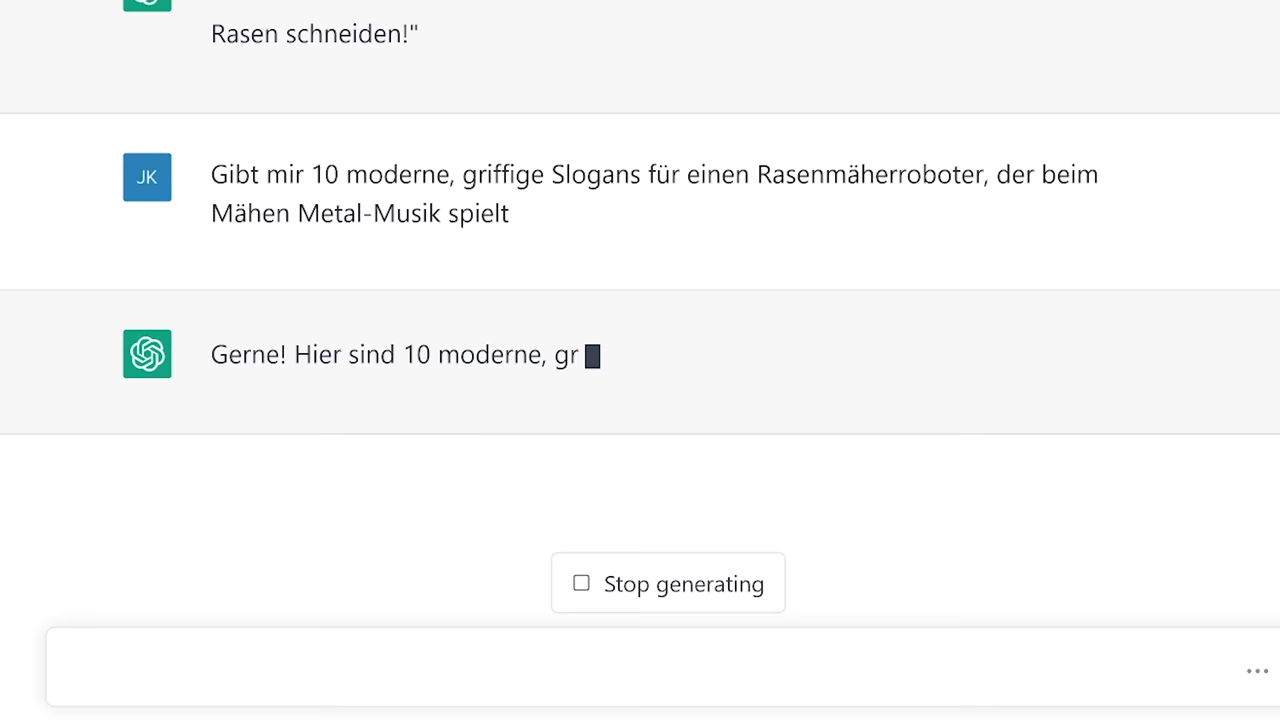 Rasen schneiden!"
JK
Gibt mir 10 moderne, griffige Slogans für einen Rasenmäherroboter, der beim
Mähen Metal-Musik spielt
Gerne! Hier sind 10 moderne, gr
Stop generating